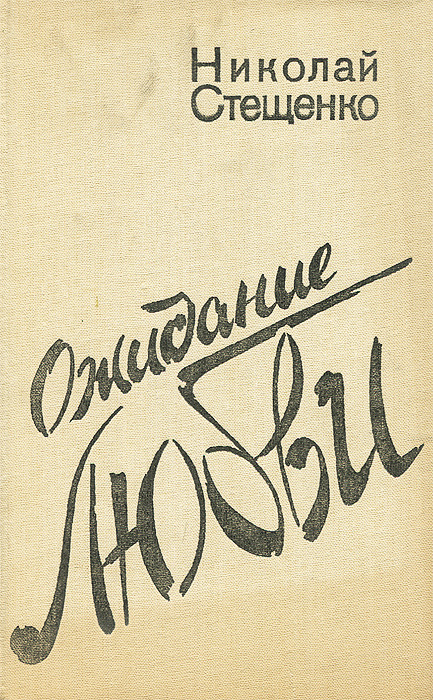 Николай
Стещенко
Ожидание
любви